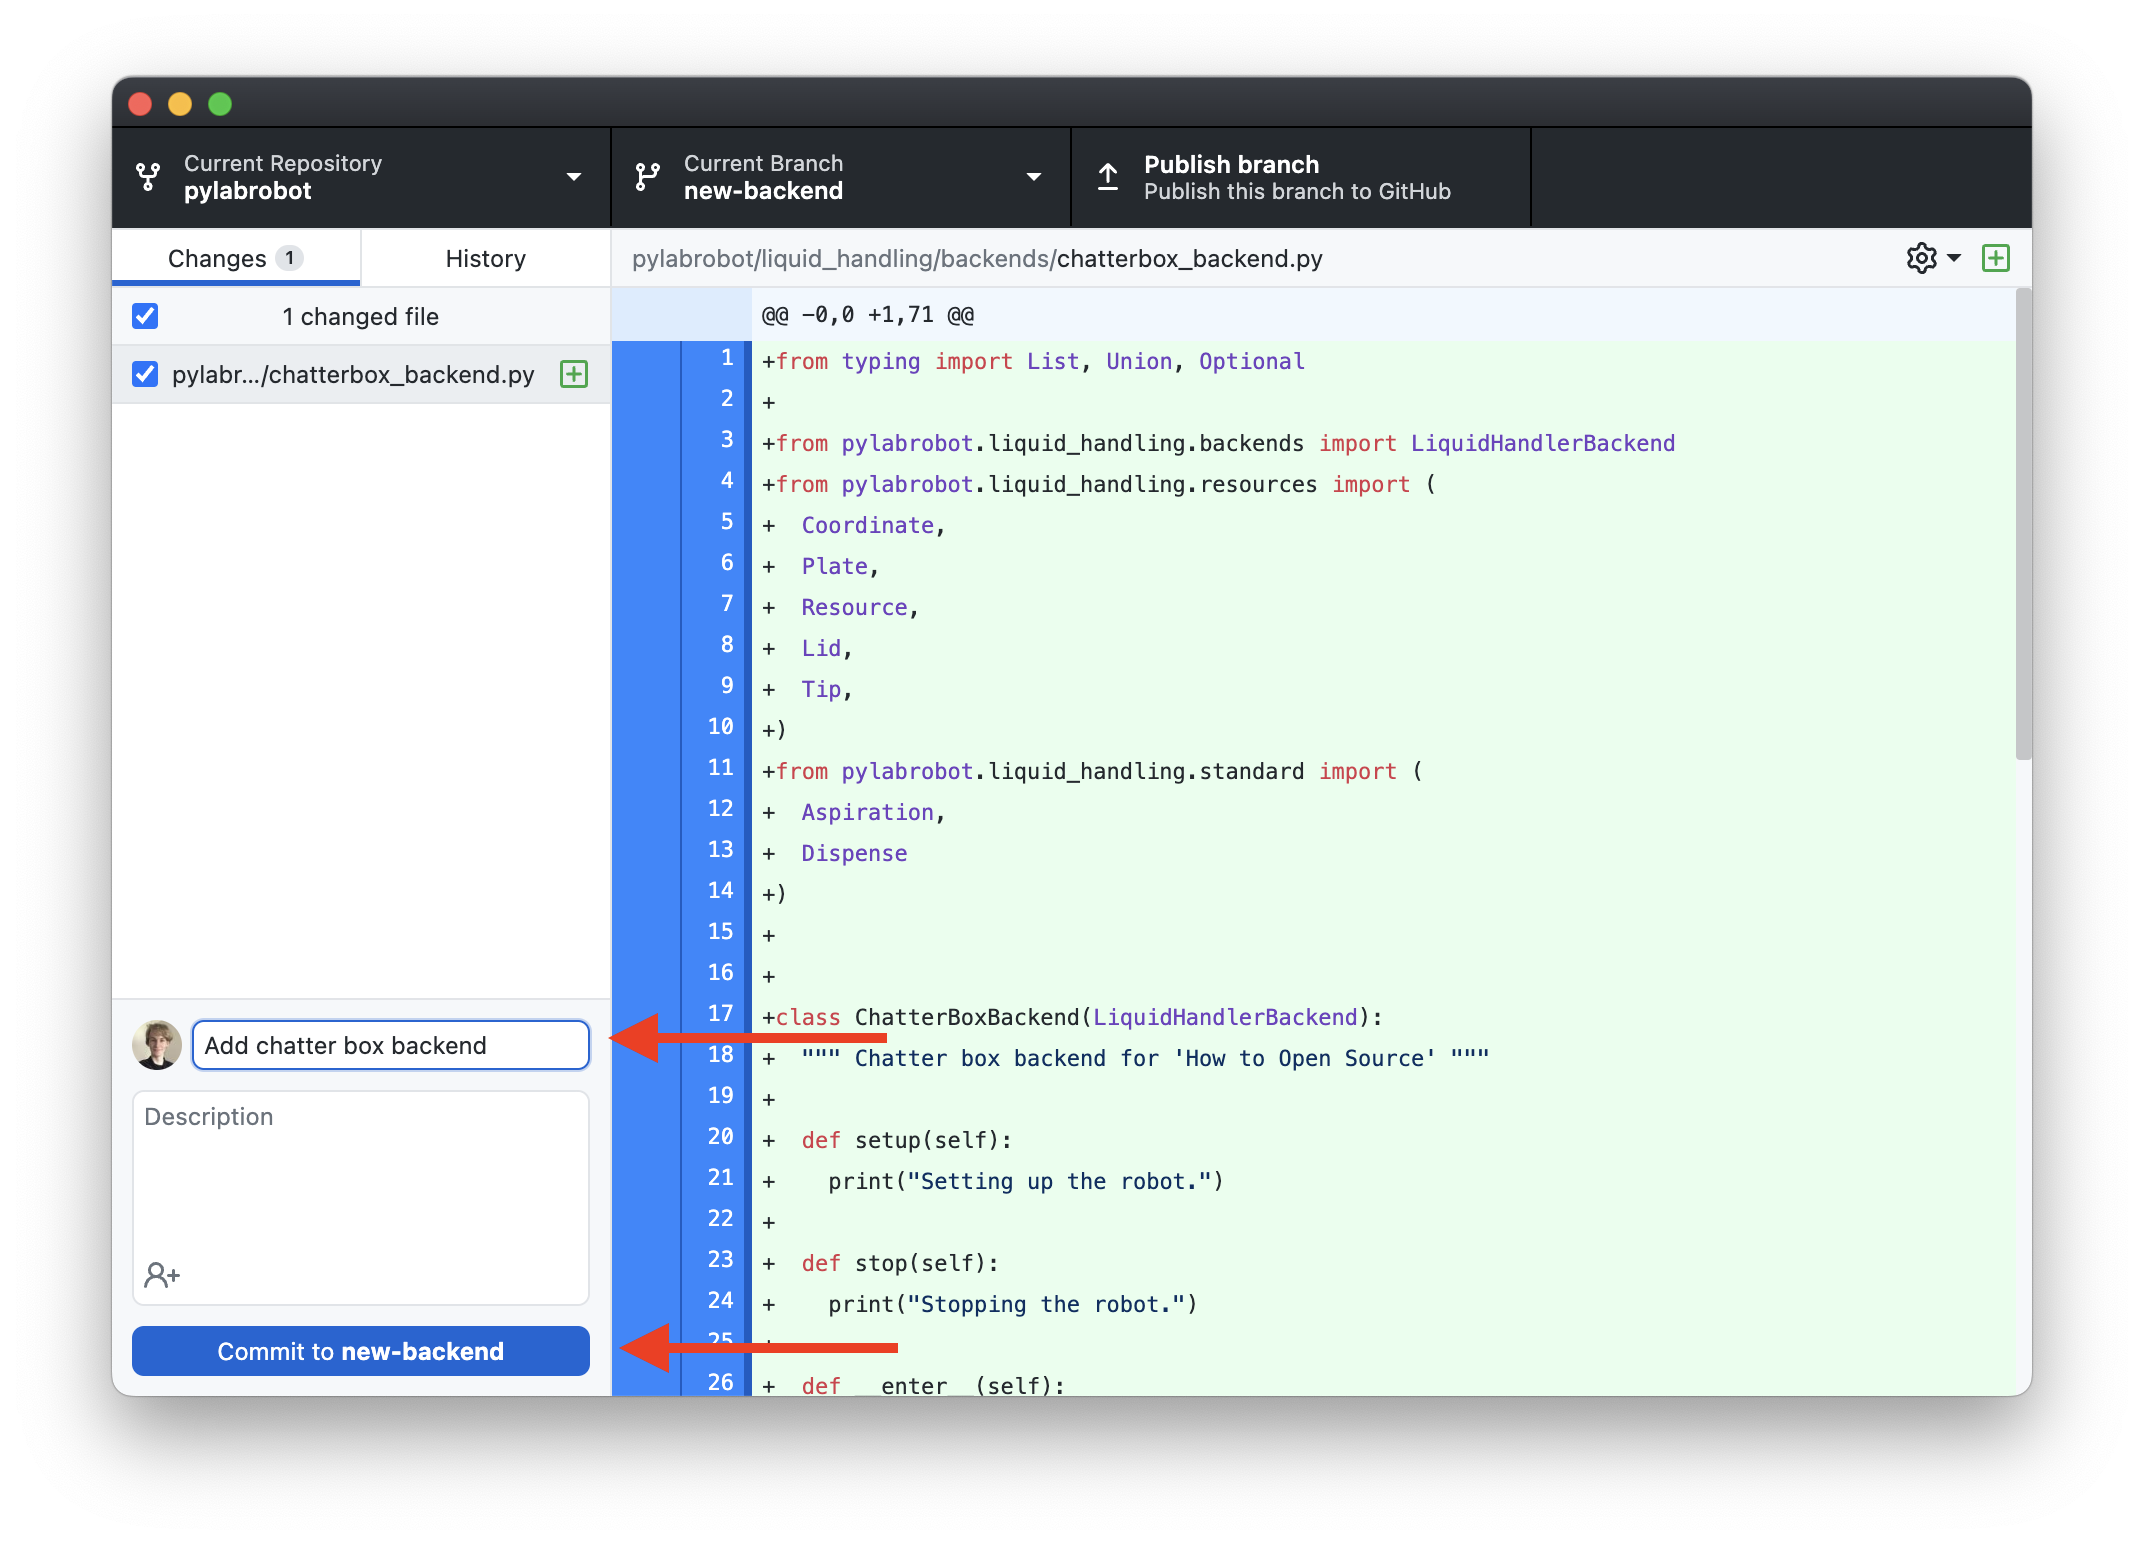 Current Repository
pylabrobot
Current Branch
new-backend
Publish branch
Publish this branch to GitHub
Changes 1
History
pylabrobot/liquid_handling/backends/chatterbox_backend.py
1 changed file
pylabr.../chatterbox_backend.py
@@ -0,0 +1,71 @@
1 +from typing import List, Union, Optional
2 +
3 +from pylabrobot.liquid_handling.backends import LiquidHandlerBackend
4 +from pylabrobot.liquid_handling.resources import (
5 +  Coordinate,
6 +  Plate,
7 +  Resource,
8 +  Lid,
9 +  Tip,
10 +)
11 +from pylabrobot.liquid_handling.standard import (
12 +  Aspiration,
13 +  Dispense
14 +)
15 +
16 +
17 +class ChatterBoxBackend(LiquidHandlerBackend):
18 +  """ Chatter box backend for 'How to Open Source' """
19 +
20 +  def setup(self):
21 +    print("Setting up the robot.")
22 +
23 +  def stop(self):
24 +    print("Stopping the robot.")
25 +
26 +  def __enter__(self):
Add chatter box backend
Description
Commit to new-backend